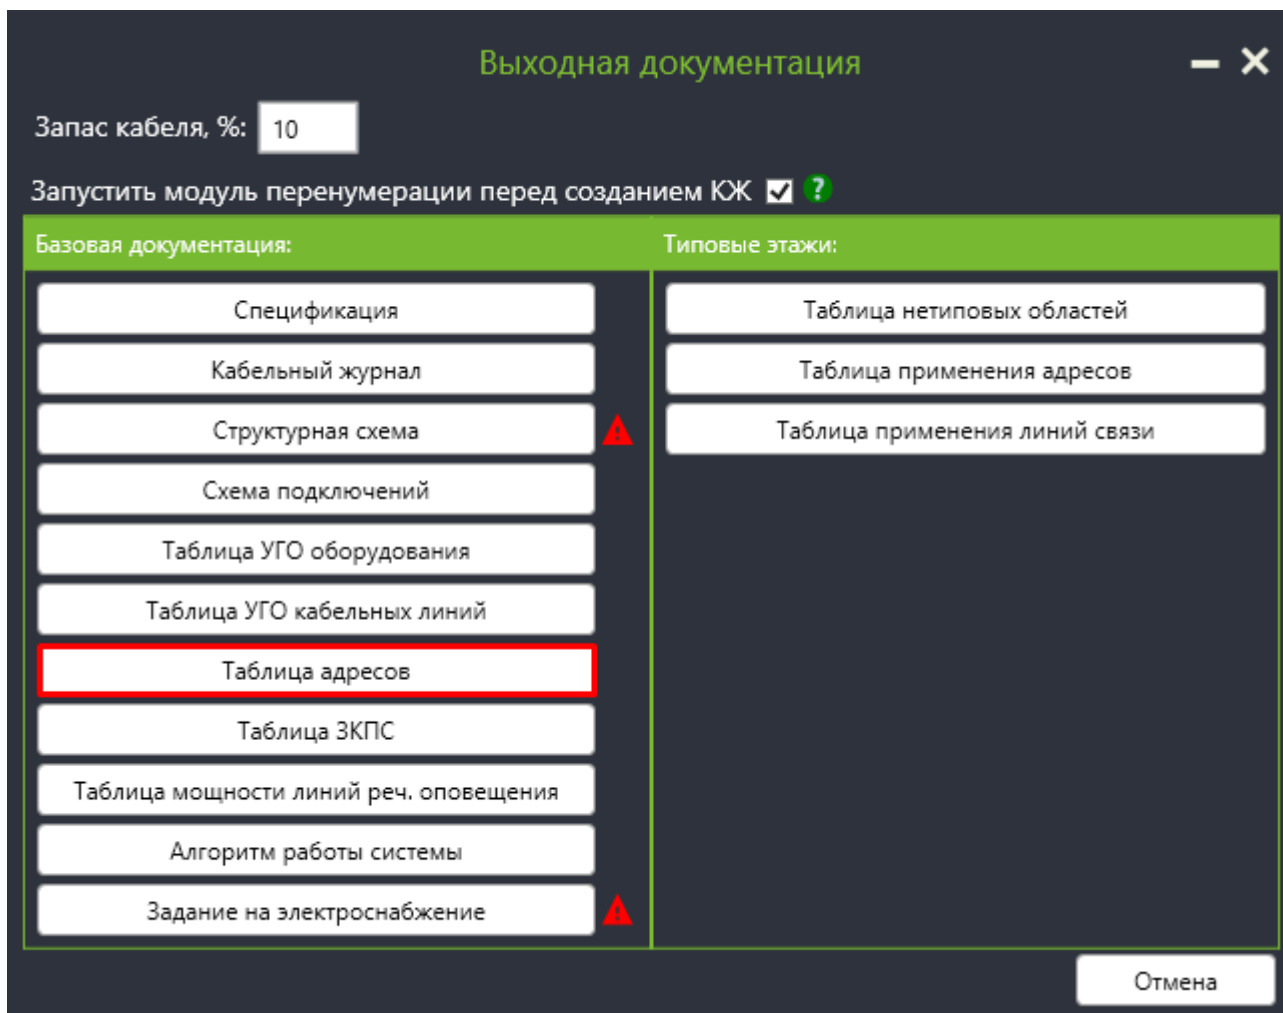 Выходная документация
Запас кабеля, %: 10
Запустить модуль перенумерации перед созданием КЖ ?
Базовая документация:
Спецификация
Кабельный журнал
Структурная схема
Схема подключений
Таблица УГО оборудования
Таблица УГО кабельных линий
Таблица адресов
Таблица ЗКПС
Таблица мощности линий реч. оповещения
Алгоритм работы системы
Задание на электроснабжение
Типовые этажи:
Таблица нетиповых областей
Таблица применения адресов
Таблица применения линий связи
Отмена